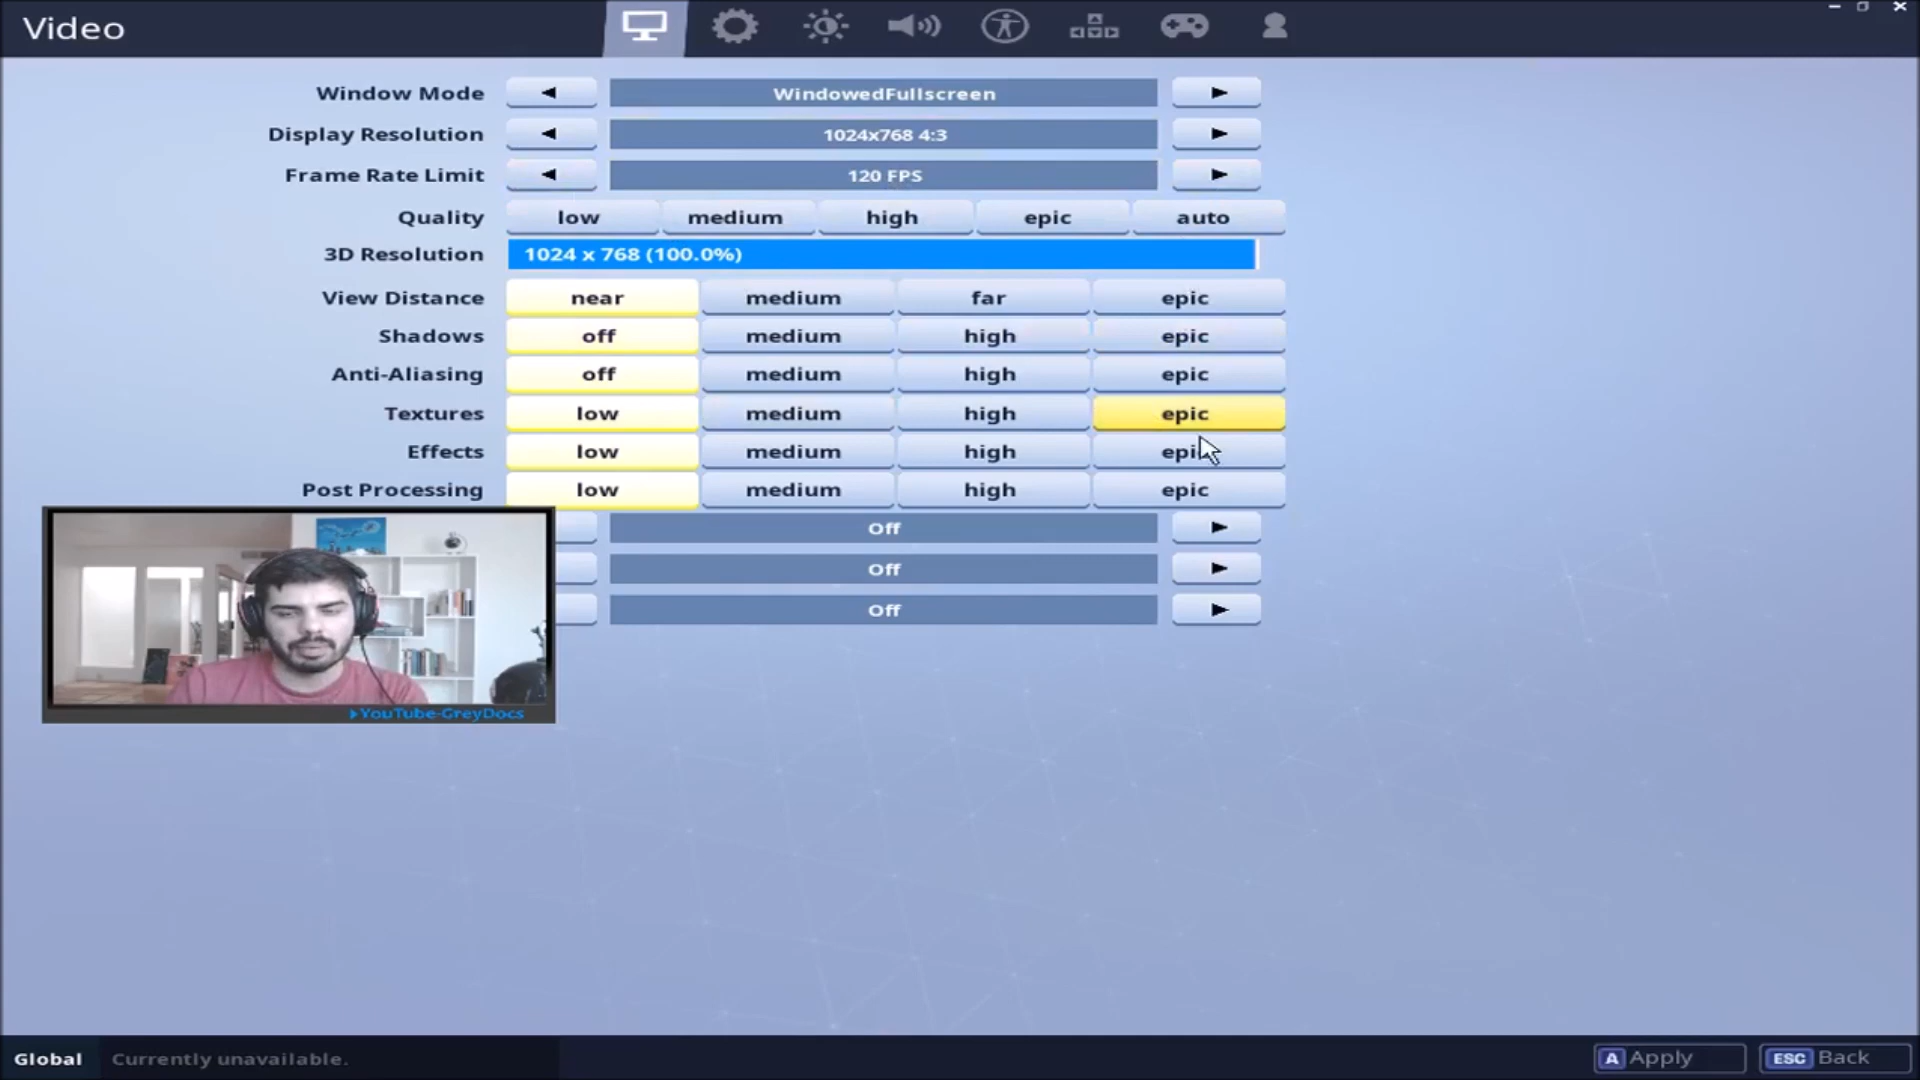 Video
Window Mode ◄ WindowedFullscreen ►
Display Resolution ◄ 1024x768 4:3 ►
Frame Rate Limit ◄ 120 FPS ►
Quality low medium high epic auto
3D Resolution 1024 x 768 (100.0%)
View Distance near medium far epic
Shadows off medium high epic
Anti-Aliasing off medium high epic
Textures low medium high epic
Effects low medium high epic
Post Processing low medium high epic
Off ►
Off ►
Off ►
YouTube-GreyDocs
Global Currently unavailable. A Apply ESC Back